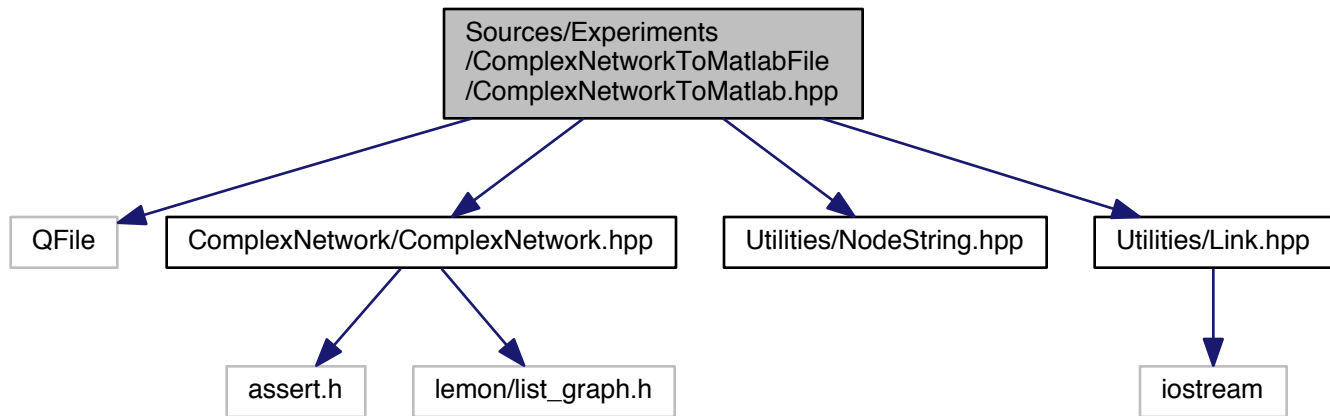 Sources/Experiments
/ComplexNetworkToMatlabFile
/ComplexNetworkToMatlab.hpp
QFile
ComplexNetwork/ComplexNetwork.hpp
Utilities/NodeString.hpp
Utilities/Link.hpp
assert.h
lemon/list_graph.h
iostream